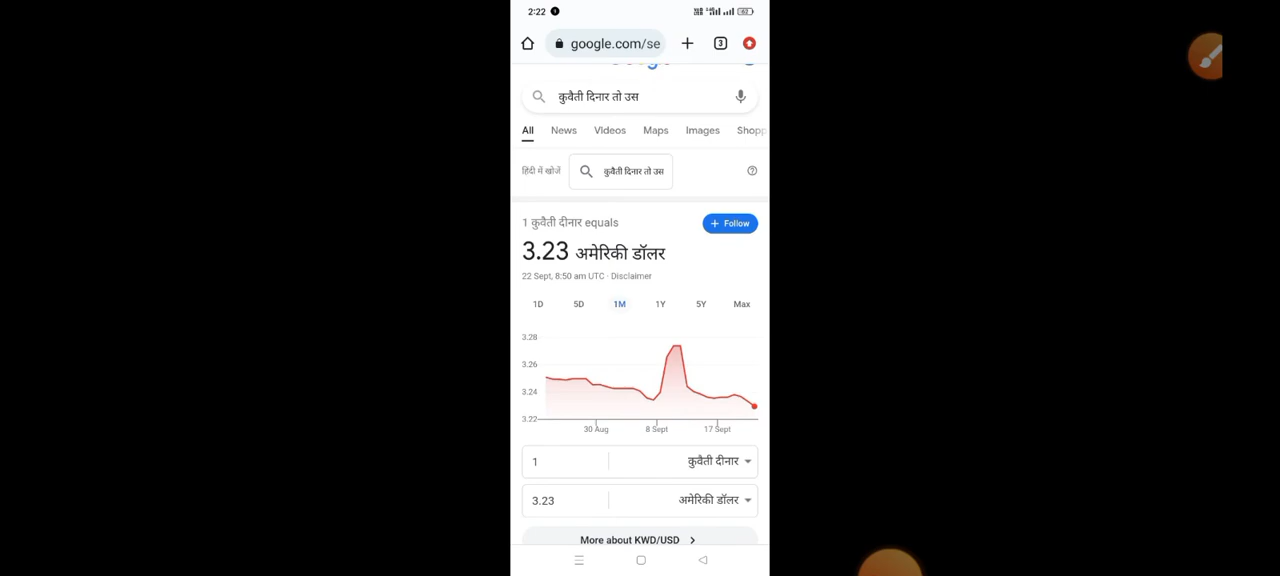 2:22
google.com/se
3
कुवैती दिनार तो उस
All News Videos Maps Images Shopp
हिंदी में खोजें कुवैती दिनार तो उस
1 कुवैती दीनार equals
+ Follow
3.23 अमेरिकी डॉलर
22 Sept, 8:50 am UTC · Disclaimer
1D 5D 1M 1Y 5Y Max
3.28
3.26
3.24
3.22
30 Aug 8 Sept 17 Sept
1 कुवैती दीनार
3.23 अमेरिकी डॉलर
More about KWD/USD